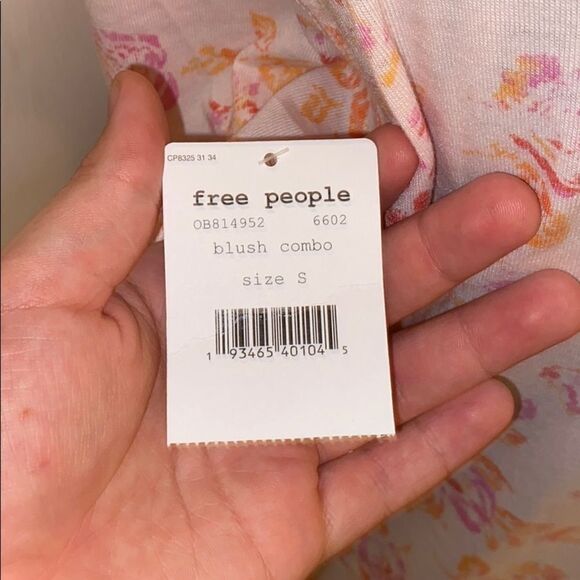 CP8325 31 34
free people
OB814952 6602
blush combo
size S
1 93465 40104 5